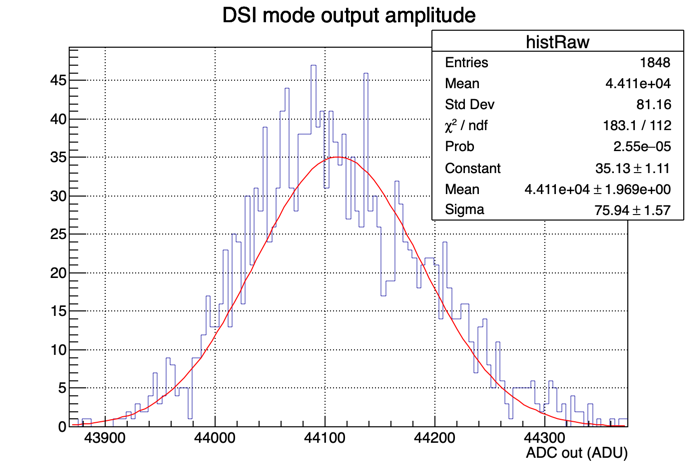 DSI mode output amplitude
histRaw
Entries 1848
Mean 4.411e+04
Std Dev 81.16
χ² / ndf 183.1 / 112
Prob 2.55e−05
Constant 35.13 ± 1.11
Mean 4.411e+04 ± 1.969e+00
Sigma 75.94 ± 1.57
45
40
35
30
25
20
15
10
5
0
43900 44000 44100 44200 44300
ADC out (ADU)